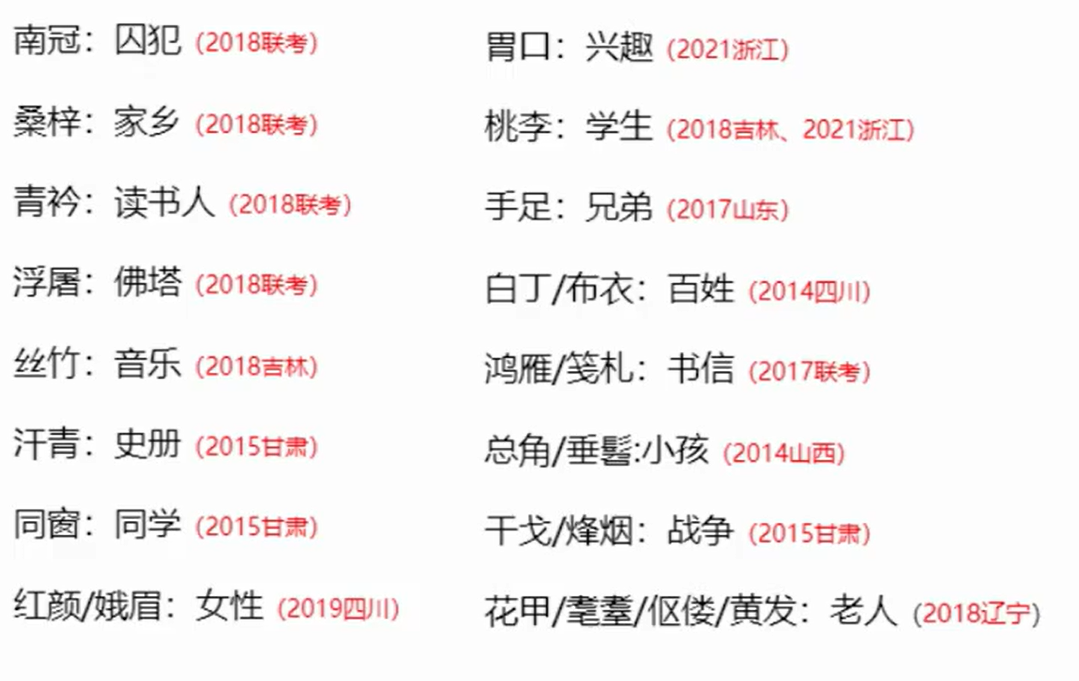 南冠：囚犯（2018联考）
桑梓：家乡（2018联考）
青衿：读书人（2018联考）
浮屠：佛塔（2018联考）
丝竹：音乐（2018吉林）
汗青：史册（2015甘肃）
同窗：同学（2015甘肃）
红颜/娥眉：女性（2019四川）
胃口：兴趣（2021浙江）
桃李：学生（2018吉林、2021浙江）
手足：兄弟（2017山东）
白丁/布衣：百姓（2014四川）
鸿雁/笺札：书信（2017联考）
总角/垂髫:小孩（2014山西）
干戈/烽烟：战争（2015甘肃）
花甲/耄耋/伛偻/黄发：老人（2018辽宁）